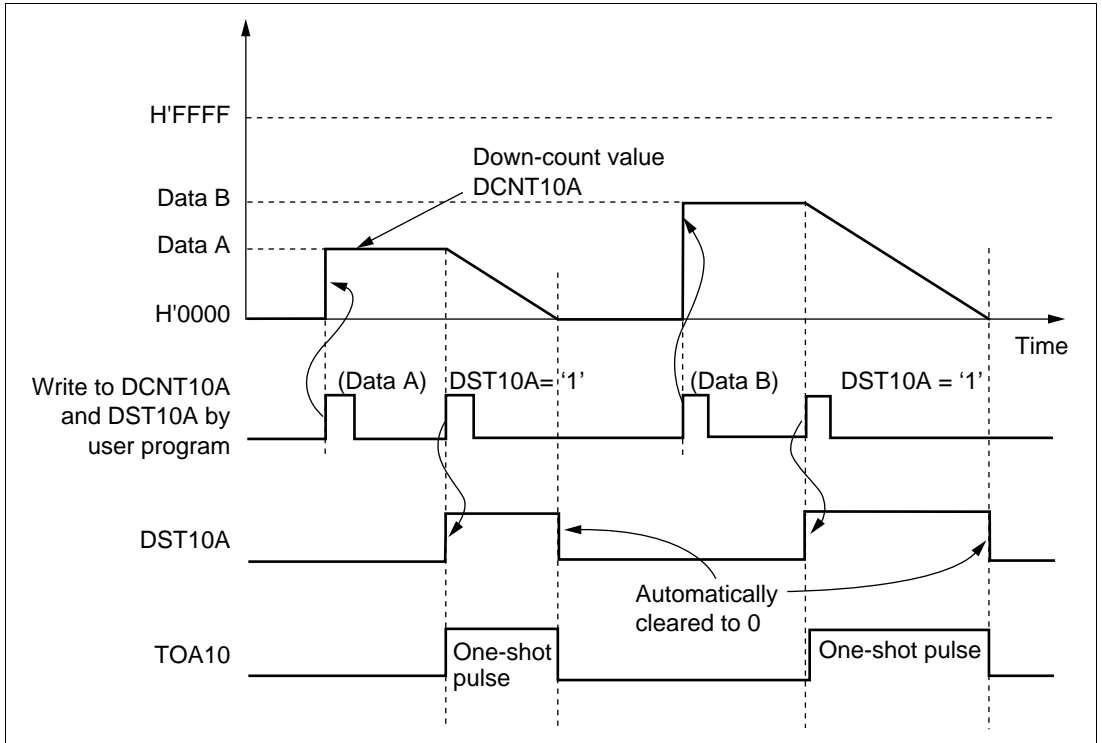 H'FFFF
Down-count value
DCNT10A
Data B
Data A
H'0000
Time
Write to DCNT10A
and DST10A by
user program
(Data A)
DST10A= ‘1’
(Data B)
DST10A = ‘1’
DST10A
Automatically
cleared to 0
TOA10
One-shot
pulse
One-shot pulse